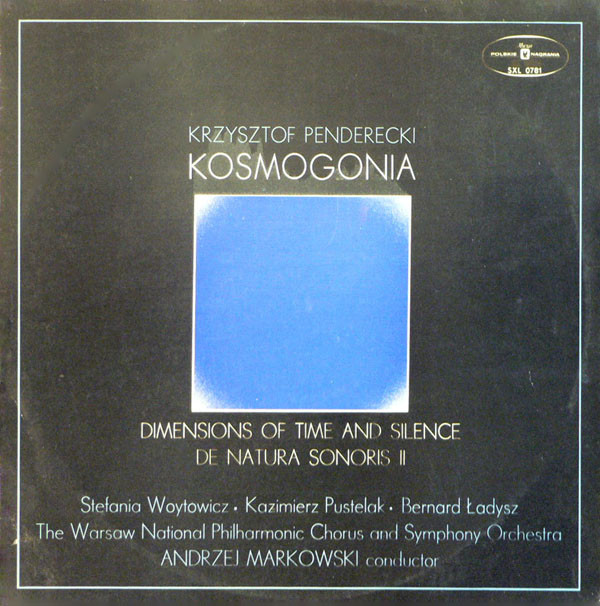 Muza
POLSKIE NAGRANIA
SXL 0781
KRZYSZTOF PENDERECKI
KOSMOGONIA
DIMENSIONS OF TIME AND SILENCE
DE NATURA SONORIS II
Stefania Woytowicz • Kazimierz Pustelak • Bernard Ładysz
The Warsaw National Philharmonic Chorus and Symphony Orchestra
ANDRZEJ MARKOWSKI conductor